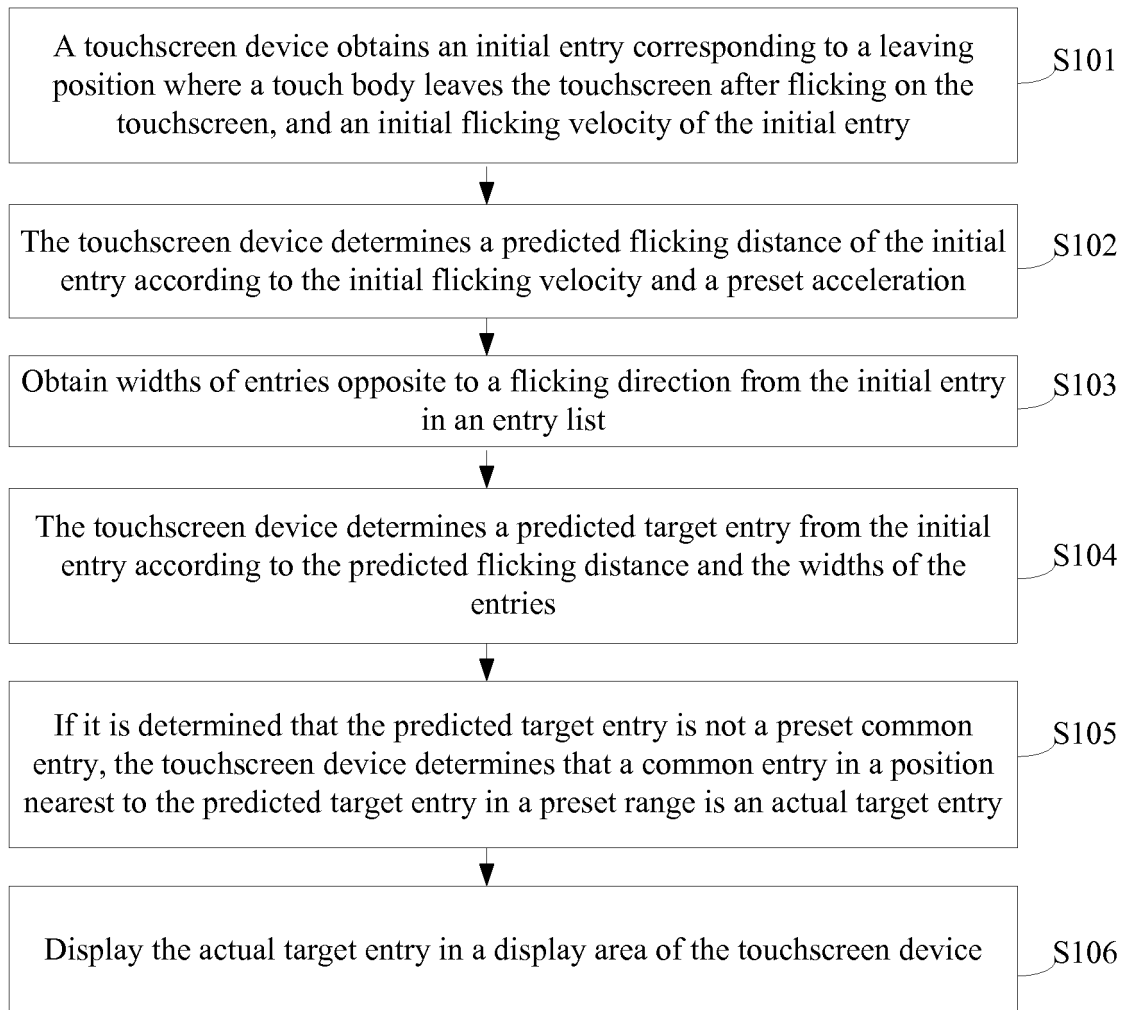 A touchscreen device obtains an initial entry corresponding to a leaving
position where a touch body leaves the touchscreen after flicking on the
touchscreen, and an initial flicking velocity of the initial entry
S101
The touchscreen device determines a predicted flicking distance of the initial
entry according to the initial flicking velocity and a preset acceleration
S102
Obtain widths of entries opposite to a flicking direction from the initial entry
in an entry list
S103
The touchscreen device determines a predicted target entry from the initial
entry according to the predicted flicking distance and the widths of the
entries
S104
If it is determined that the predicted target entry is not a preset common
entry, the touchscreen device determines that a common entry in a position
nearest to the predicted target entry in a preset range is an actual target entry
S105
Display the actual target entry in a display area of the touchscreen device
S106